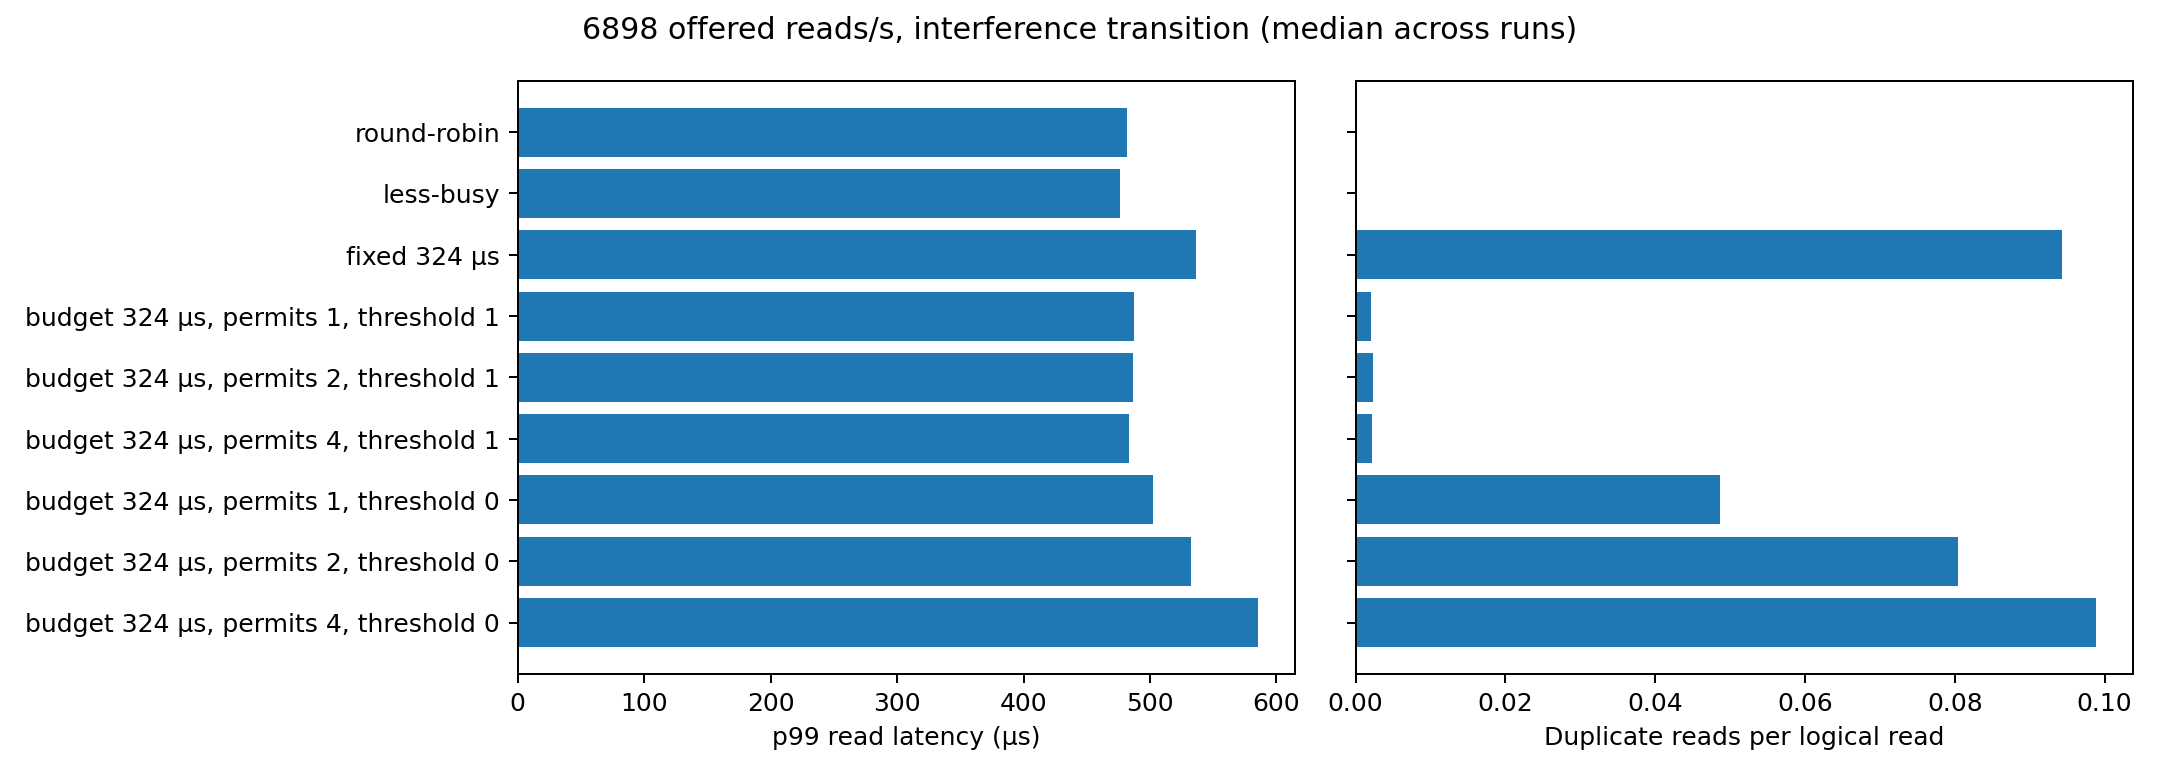 6898 offered reads/s, interference transition (median across runs)
round-robin
less-busy
fixed 324 µs
budget 324 µs, permits 1, threshold 1
budget 324 µs, permits 2, threshold 1
budget 324 µs, permits 4, threshold 1
budget 324 µs, permits 1, threshold 0
budget 324 µs, permits 2, threshold 0
budget 324 µs, permits 4, threshold 0
0 100 200 300 400 500 600
p99 read latency (µs)
0.00 0.02 0.04 0.06 0.08 0.10
Duplicate reads per logical read